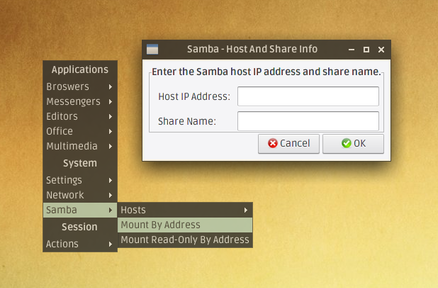 Applications
Broswers
Messengers
Editors
Office
Multimedia
System
Settings
Network
Samba
Session
Actions
Hosts
Mount By Address
Mount Read-Only By Address
Samba - Host And Share Info
Enter the Samba host IP address and share name.
Host IP Address:
Share Name:
Cancel
OK